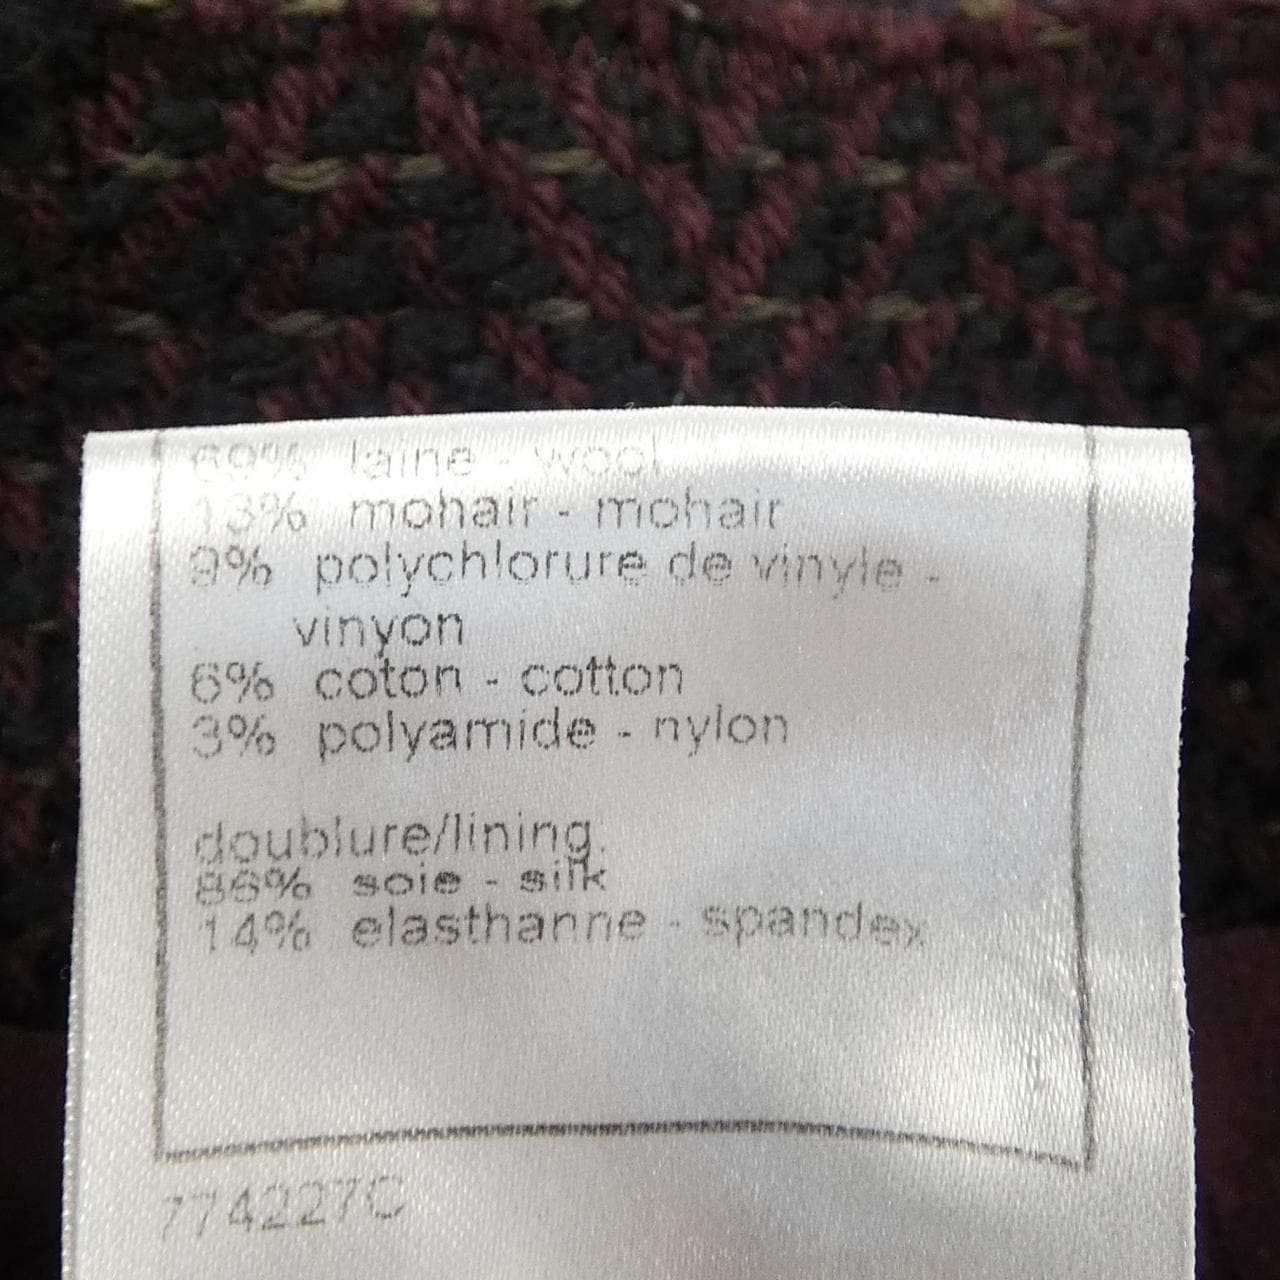 69% laine - wool
13% mohair - mohair
9% polychlorure de vinyle -
vinyon
6% coton - cotton
3% polyamide - nylon
doublure/lining:
86% soie - silk
14% elasthanne - spandex
774227C